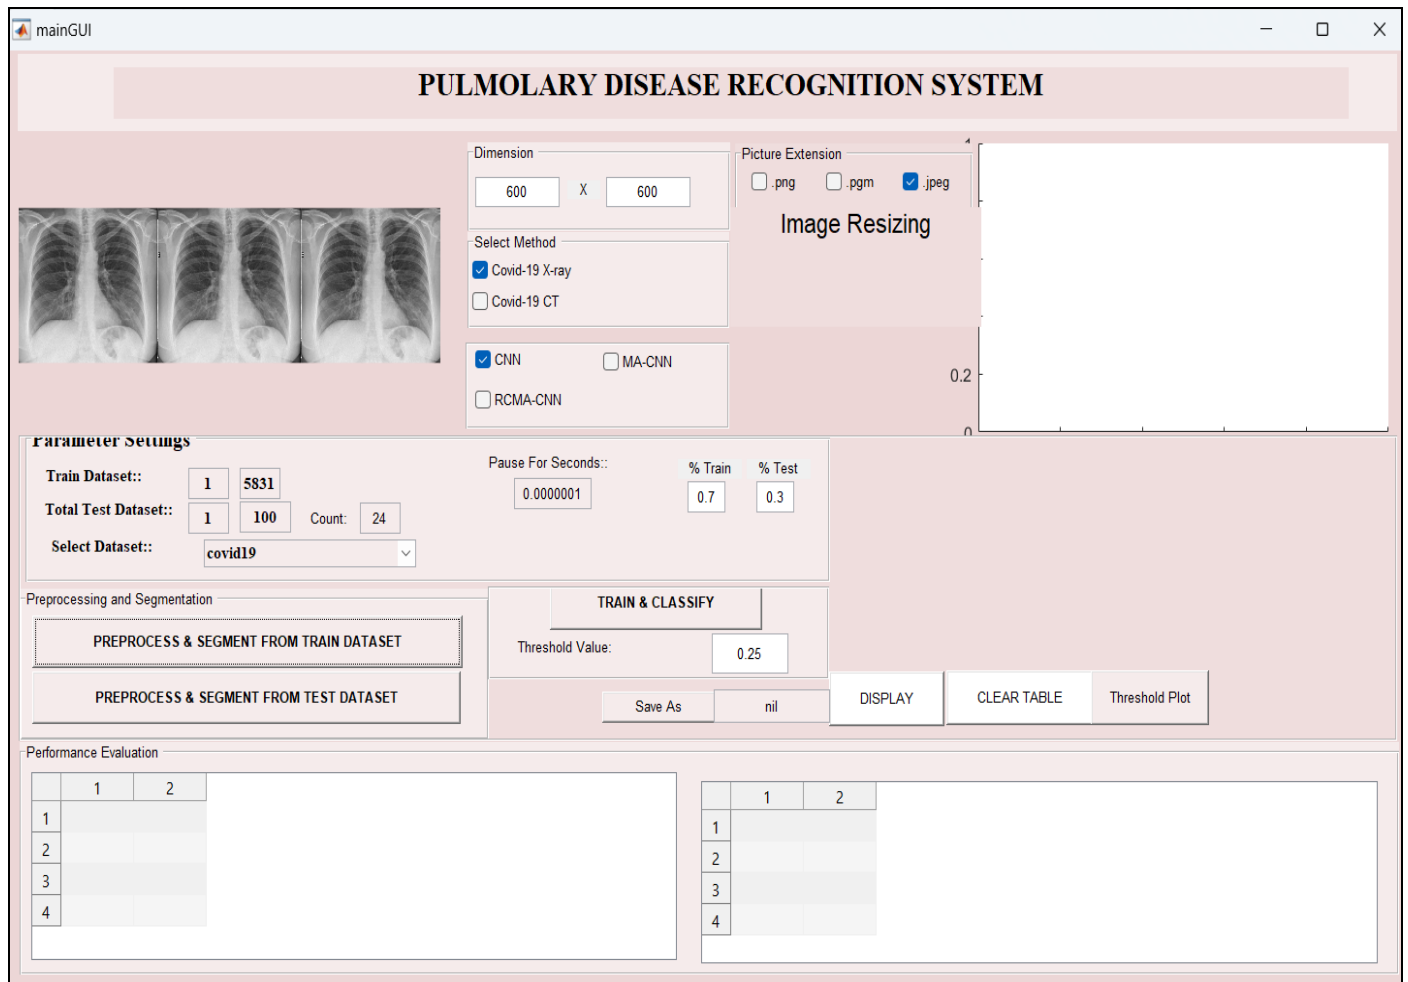 mainGUI
PULMOLARY DISEASE RECOGNITION SYSTEM
Dimension
600 X 600
Picture Extension
.png .pgm .jpeg
Image Resizing
Select Method
Covid-19 X-ray
Covid-19 CT
CNN MA-CNN
RCMA-CNN
0.2
0
Parameter Settings
Train Dataset:: 1 5831
Total Test Dataset:: 1 100 Count: 24
Select Dataset:: covid19
Pause For Seconds::
0.0000001
% Train % Test
0.7 0.3
Preprocessing and Segmentation
PREPROCESS & SEGMENT FROM TRAIN DATASET
PREPROCESS & SEGMENT FROM TEST DATASET
TRAIN & CLASSIFY
Threshold Value: 0.25
Save As nil DISPLAY CLEAR TABLE Threshold Plot
Performance Evaluation
1 2
1
2
3
4
1 2
1
2
3
4